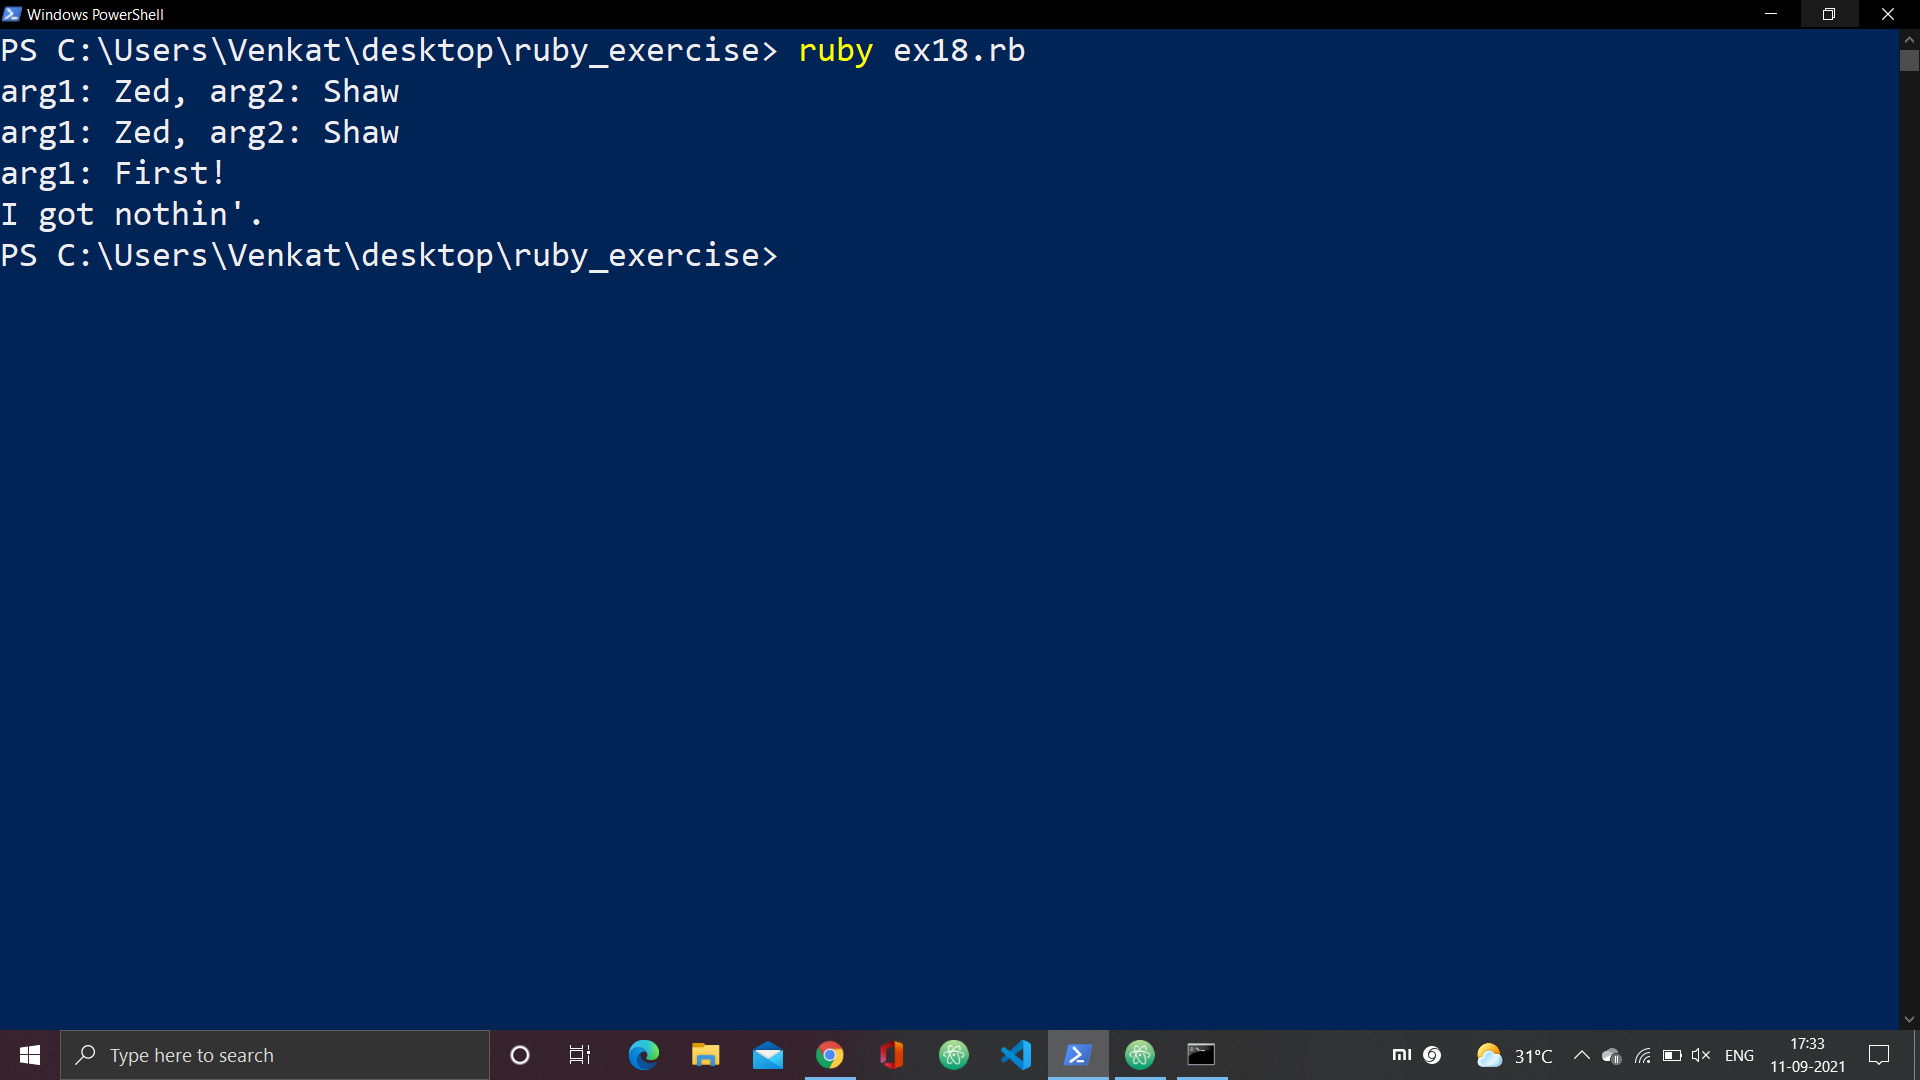 Windows PowerShell
PS C:\Users\Venkat\desktop\ruby_exercise> ruby ex18.rb
arg1: Zed, arg2: Shaw
arg1: Zed, arg2: Shaw
arg1: First!
I got nothin'.
PS C:\Users\Venkat\desktop\ruby_exercise>
Type here to search
31°C
ENG
17:33
11-09-2021